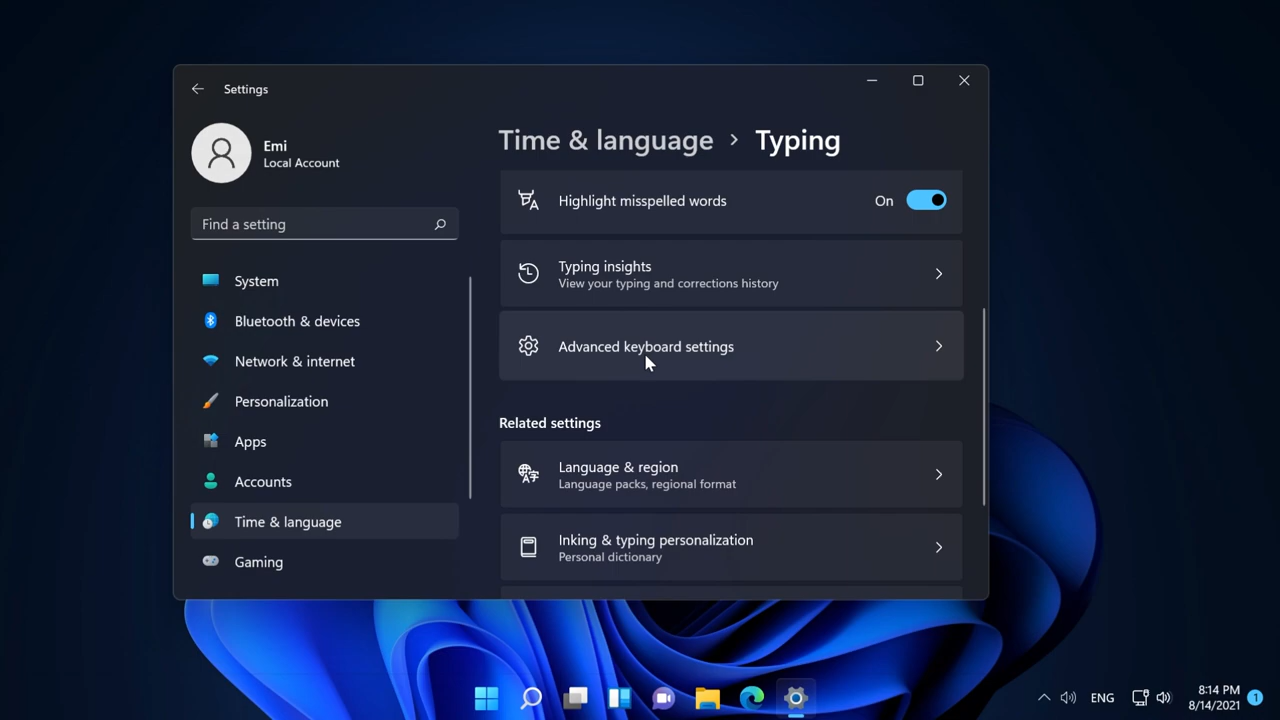 Settings
Emi
Local Account
Find a setting
System
Bluetooth & devices
Network & internet
Personalization
Apps
Accounts
Time & language
Gaming
Time & language > Typing
Highlight misspelled words On
Typing insights
View your typing and corrections history
Advanced keyboard settings
Related settings
Language & region
Language packs, regional format
Inking & typing personalization
Personal dictionary
ENG
8:14 PM
8/14/2021
1